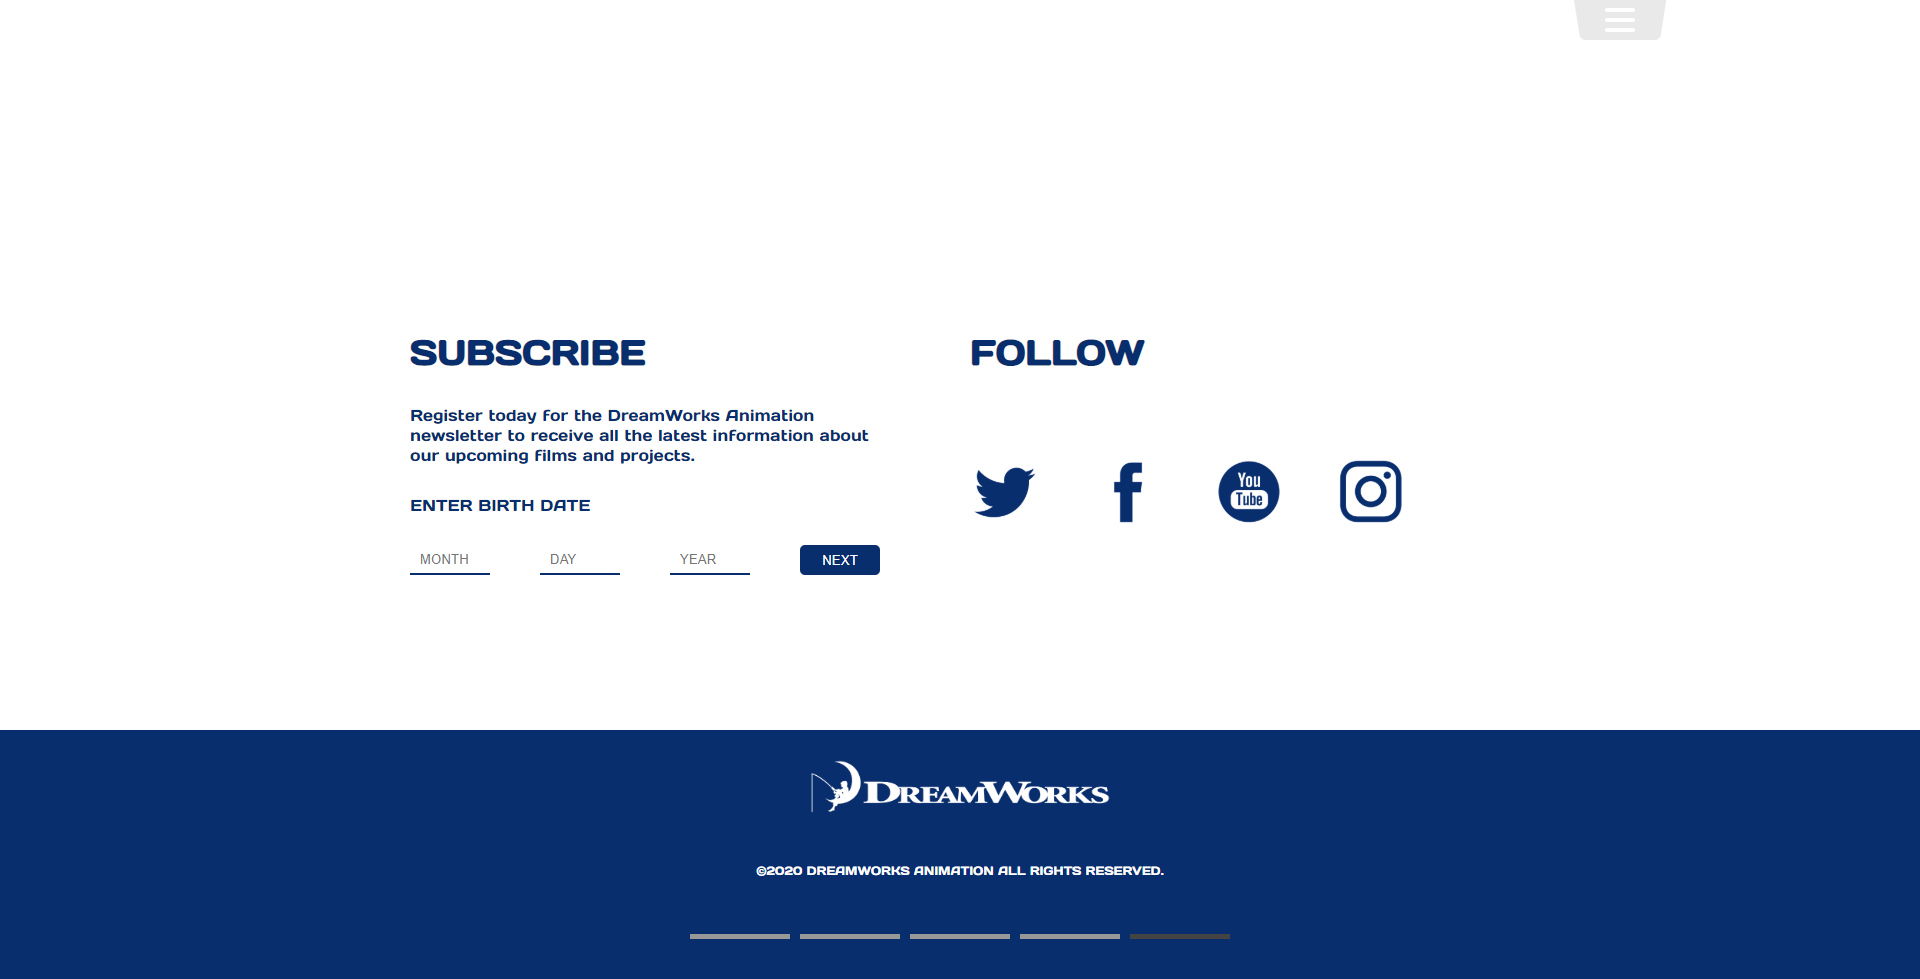 SUBSCRIBE
Register today for the DreamWorks Animation
newsletter to receive all the latest information about
our upcoming films and projects.
ENTER BIRTH DATE
MONTH DAY YEAR NEXT
FOLLOW
You
Tube
DREAMWORKS
©2020 DREAMWORKS ANIMATION ALL RIGHTS RESERVED.